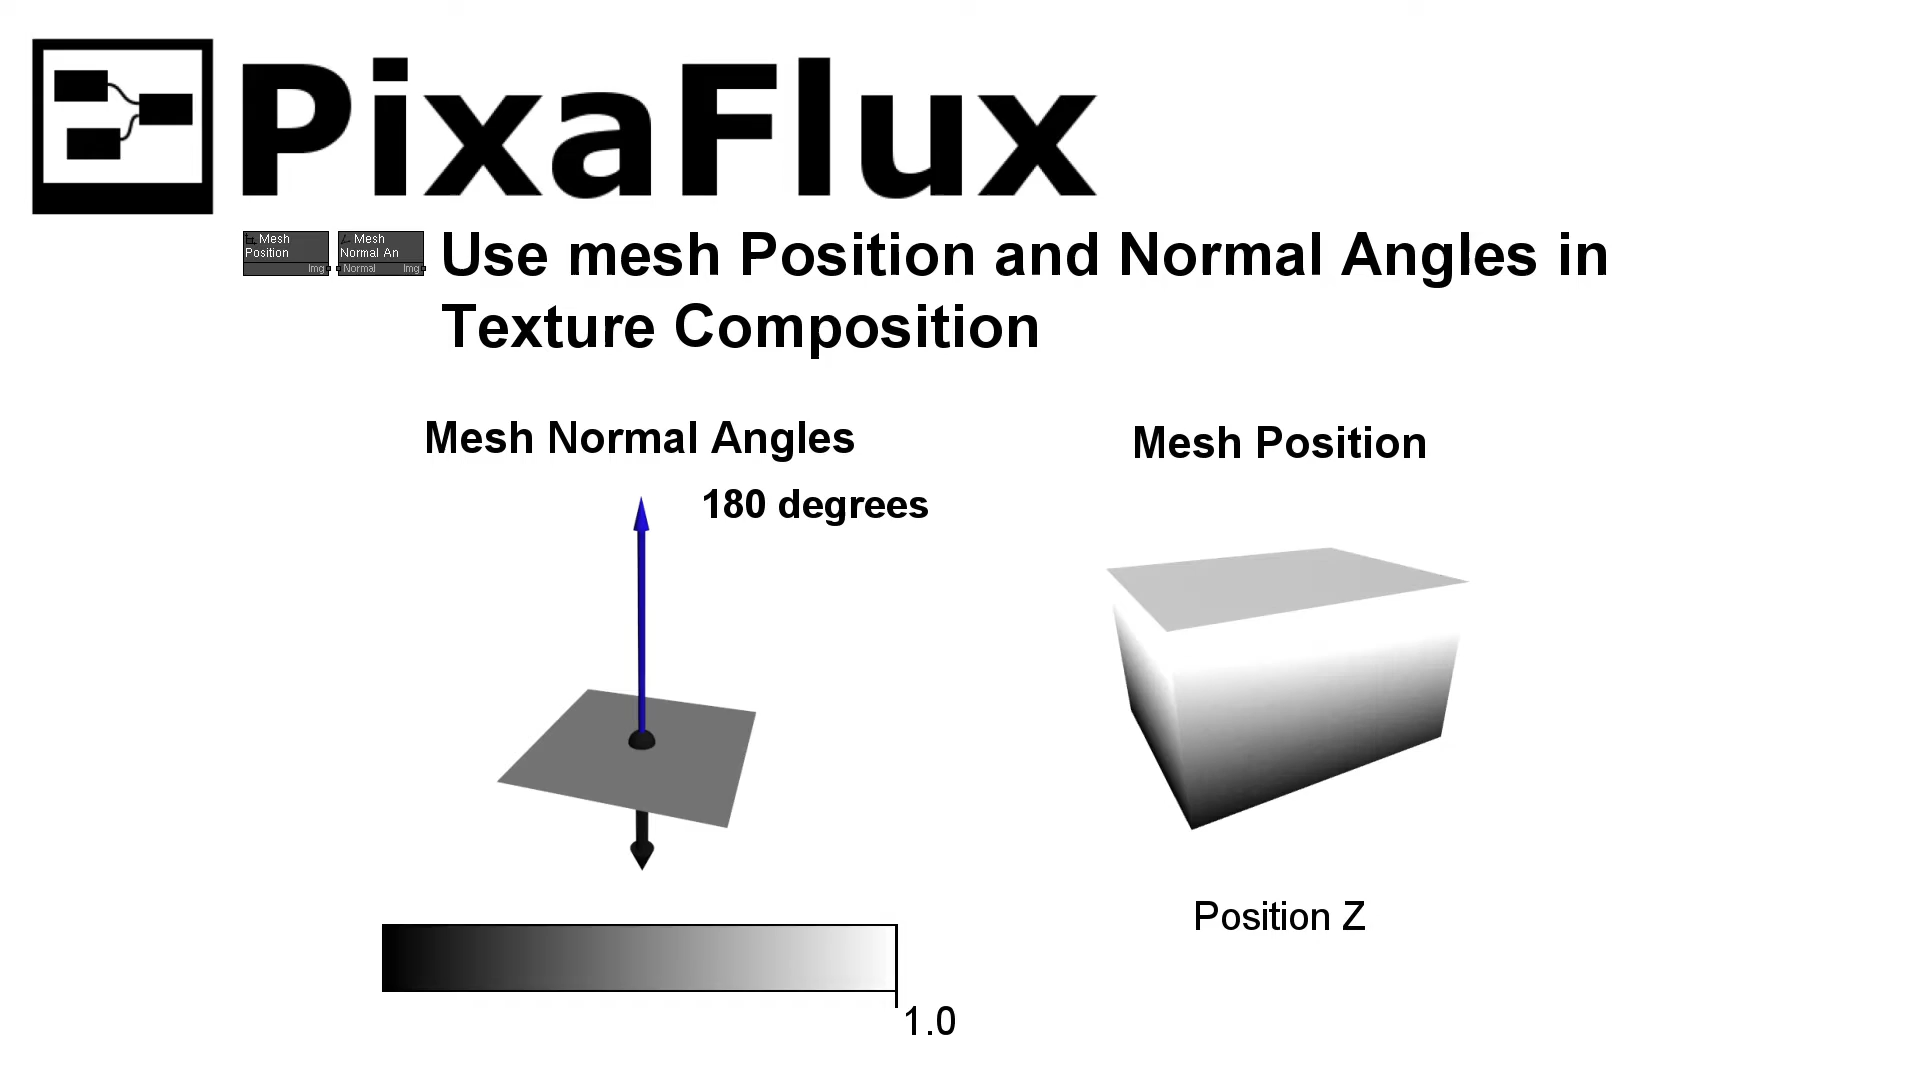 PixaFlux
Mesh
Position
Img
Mesh
Normal An
Normal Img
Use mesh Position and Normal Angles in
Texture Composition
Mesh Normal Angles
180 degrees
1.0
Mesh Position
Position Z